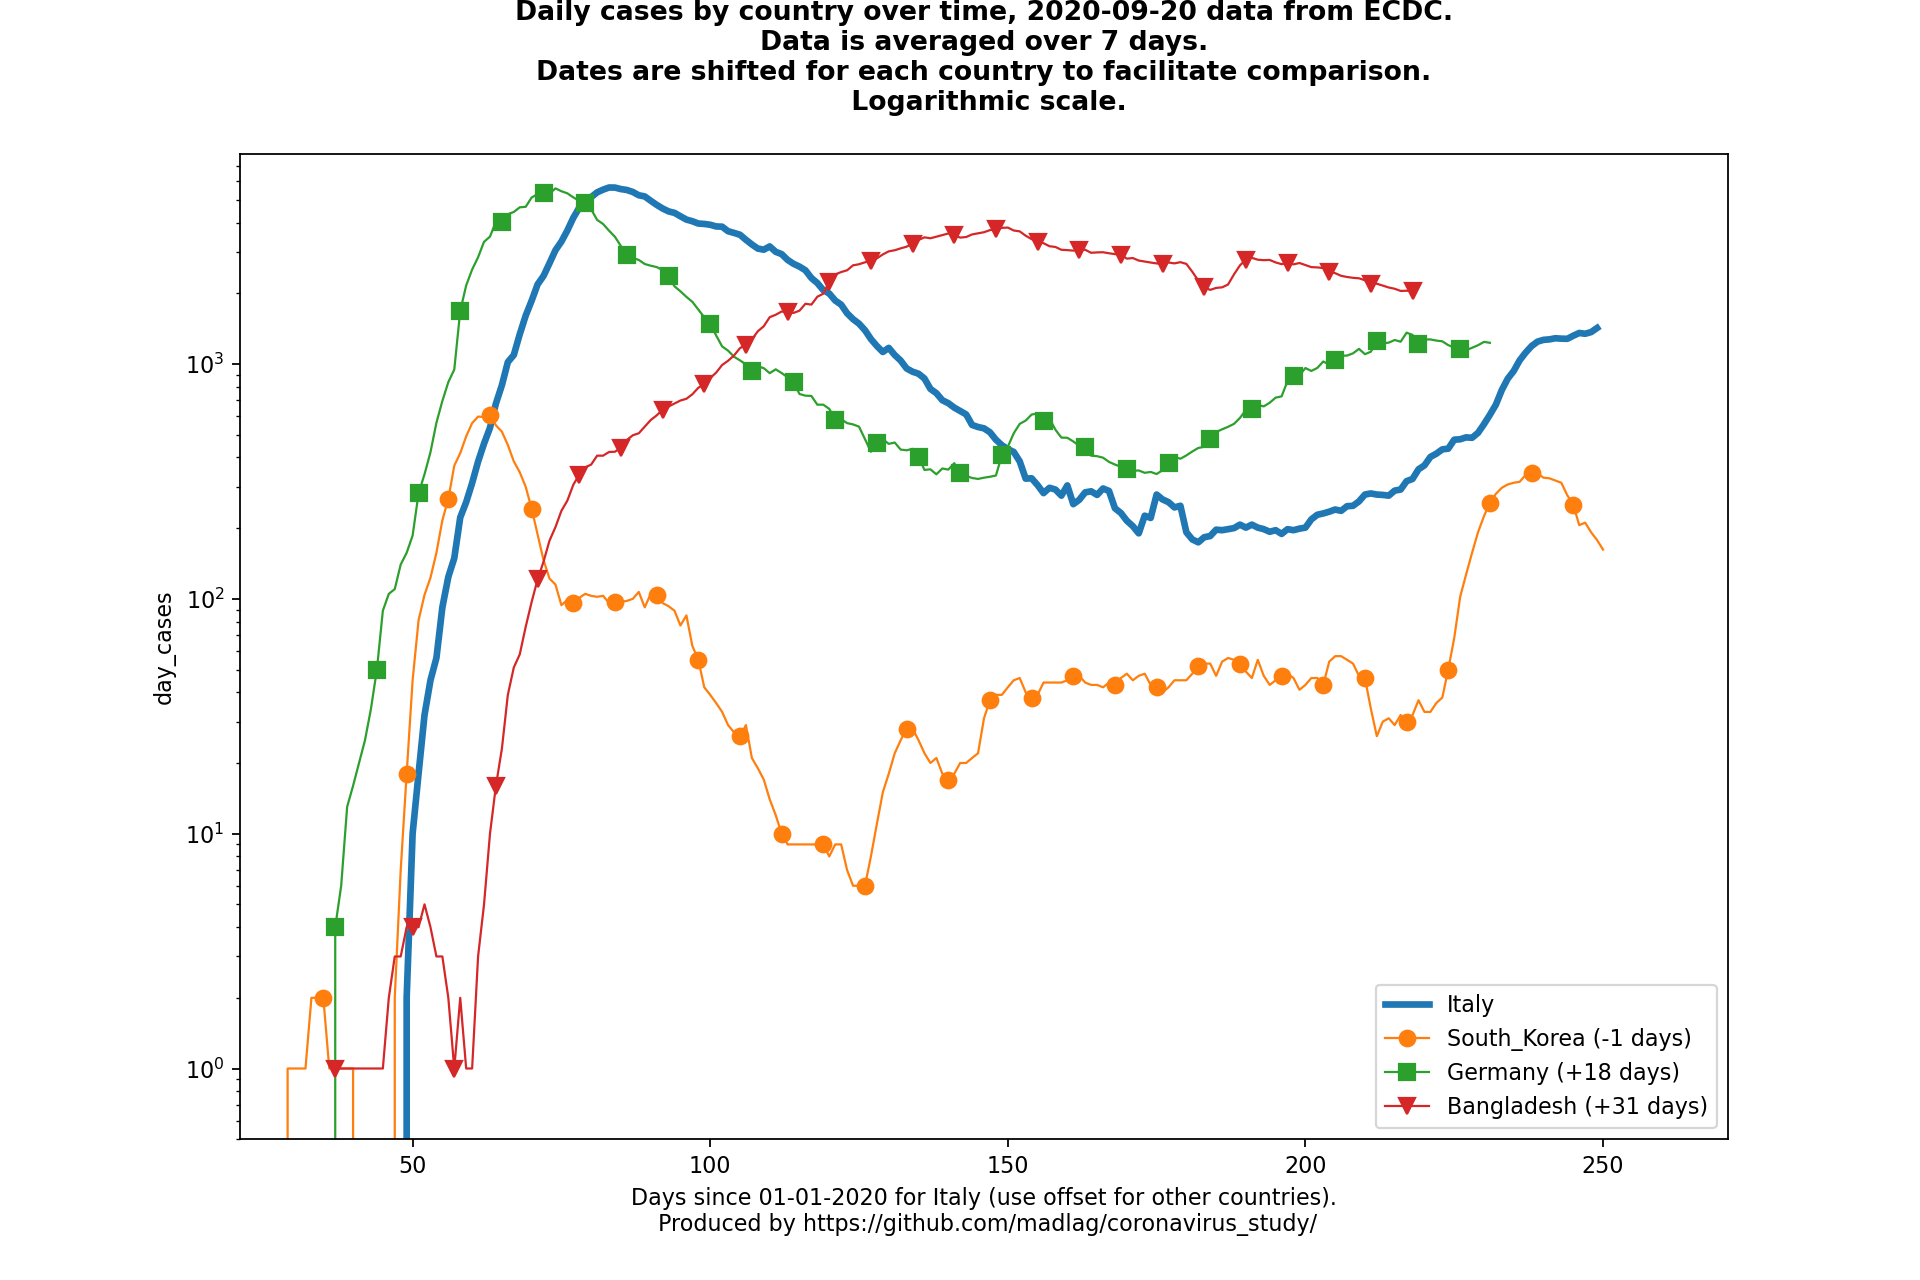 Daily cases by country over time, 2020-09-20 data from ECDC.
Data is averaged over 7 days.
Dates are shifted for each country to facilitate comparison.
Logarithmic scale.
10³
10²
10¹
10⁰
day_cases
Italy
South_Korea (-1 days)
Germany (+18 days)
Bangladesh (+31 days)
50 100 150 200 250
Days since 01-01-2020 for Italy (use offset for other countries).
Produced by https://github.com/madlag/coronavirus_study/